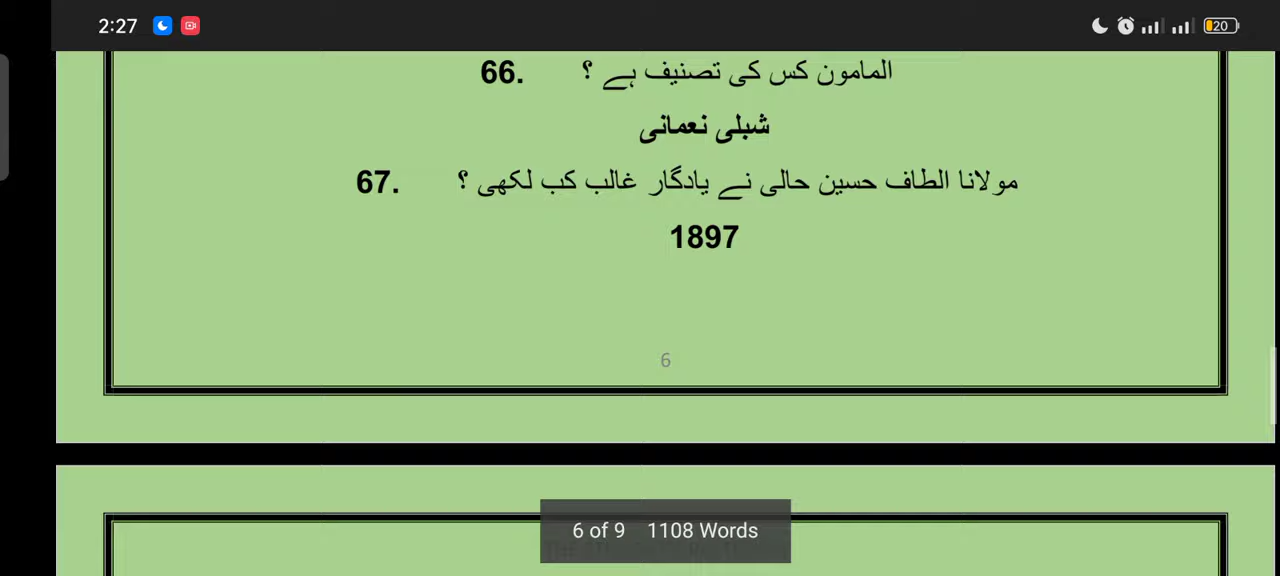 2:27
20
66. المامون کس کی تصنیف ہے ؟
شبلی نعمانی
67. مولانا الطاف حسین حالی نے یادگار غالب کب لکھی ؟
1897
6
6 of 9 1108 Words